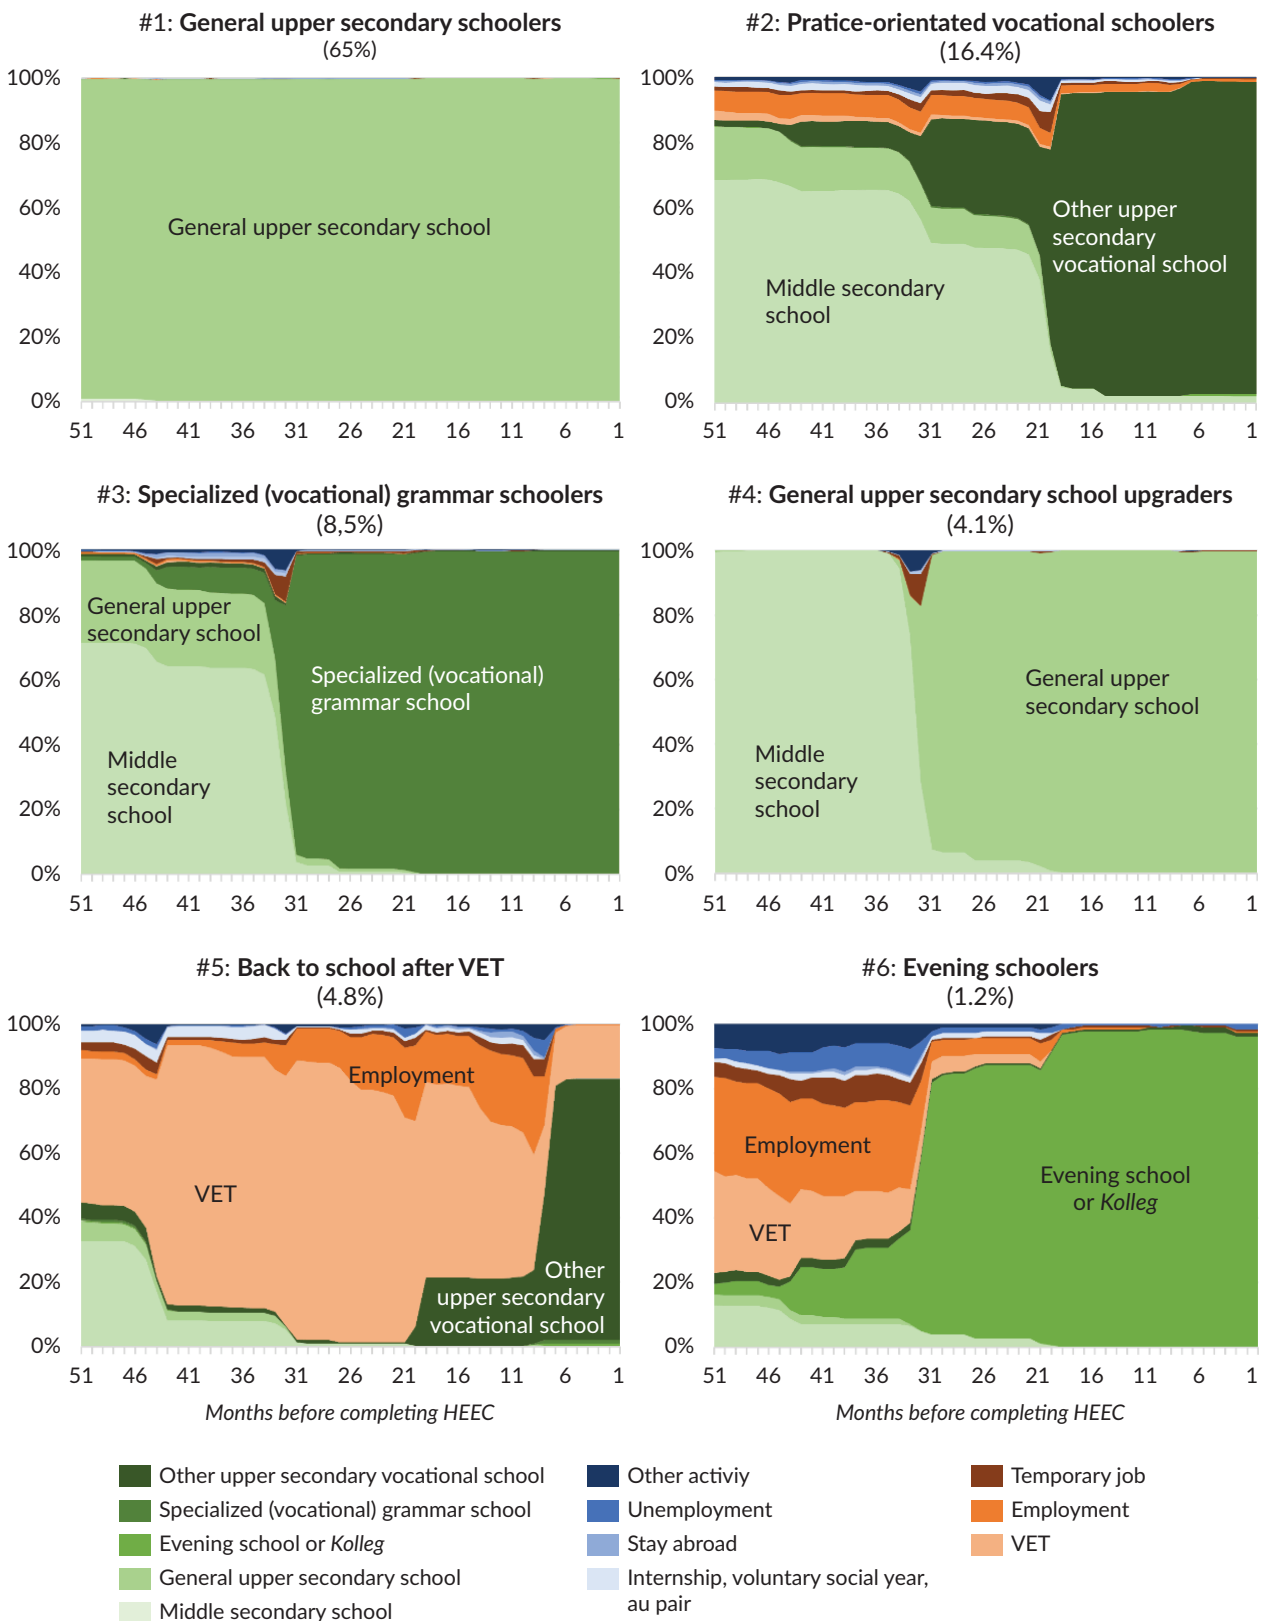 #1: General upper secondary schoolers
(65%)
100%
80%
60%
40%
20%
0%
General upper secondary school
51 46 41 36 31 26 21 16 11 6 1
#2: Pratice-orientated vocational schoolers
(16.4%)
100%
80%
60%
40%
20%
0%
Other upper
secondary
vocational school
Middle secondary
school
51 46 41 36 31 26 21 16 11 6 1
#3: Specialized (vocational) grammar schoolers
(8,5%)
100%
80%
60%
40%
20%
0%
General upper
secondary school
Specialized (vocational)
grammar school
Middle
secondary
school
51 46 41 36 31 26 21 16 11 6 1
#4: General upper secondary school upgraders
(4.1%)
100%
80%
60%
40%
20%
0%
General upper
secondary school
Middle
secondary
school
51 46 41 36 31 26 21 16 11 6 1
#5: Back to school after VET
(4.8%)
100%
80%
60%
40%
20%
0%
Employment
VET
Other
upper secondary
vocational school
51 46 41 36 31 26 21 16 11 6 1
Months before completing HEEC
#6: Evening schoolers
(1.2%)
100%
80%
60%
40%
20%
0%
Employment
Evening school
or Kolleg
VET
51 46 41 36 31 26 21 16 11 6 1
Months before completing HEEC
Other upper secondary vocational school
Specialized (vocational) grammar school
Evening school or Kolleg
General upper secondary school
Middle secondary school
Other activiy
Unemployment
Stay abroad
Internship, voluntary social year,
au pair
Temporary job
Employment
VET